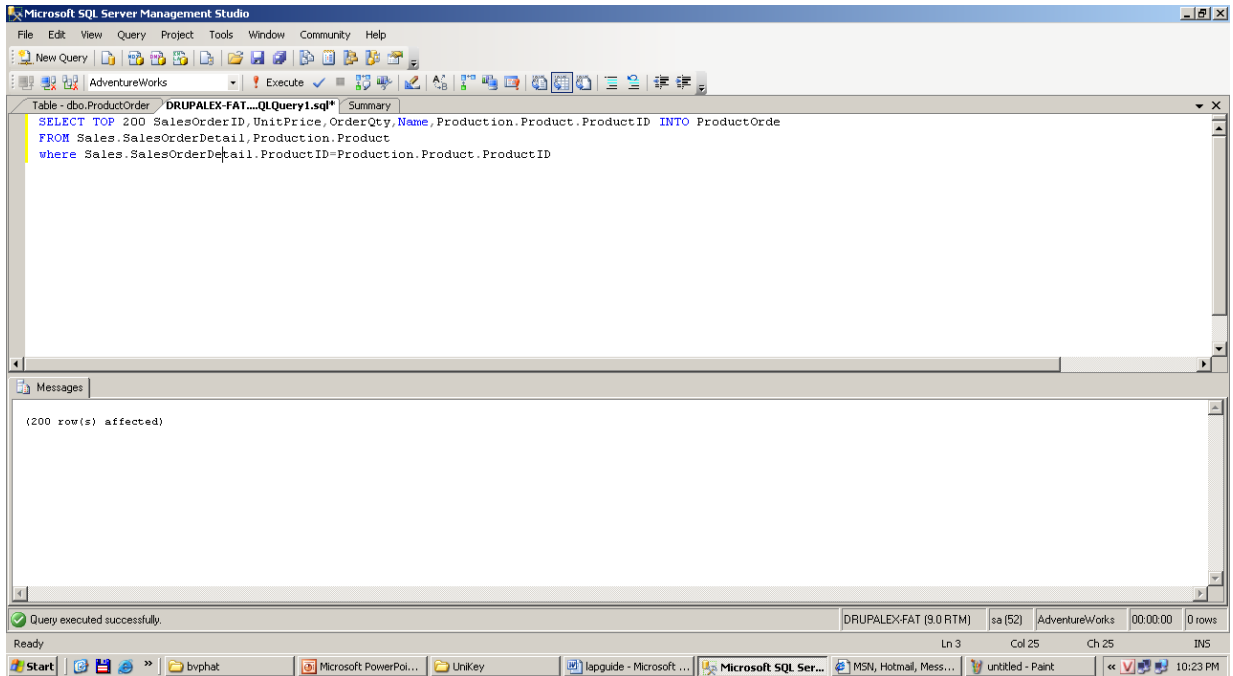 Microsoft SQL Server Management Studio
File Edit View Query Project Tools Window Community Help
New Query
AdventureWorks Execute
Table - dbo.ProductOrder DRUPALEX-FAT....QLQuery1.sql* Summary
SELECT TOP 200 SalesOrderID,UnitPrice,OrderQty,Name,Production.Product.ProductID INTO ProductOrde
FROM Sales.SalesOrderDetail,Production.Product
where Sales.SalesOrderDetail.ProductID=Production.Product.ProductID
Messages
(200 row(s) affected)
Query executed successfully. DRUPALEX-FAT (9.0 RTM) sa (52) AdventureWorks 00:00:00 0 rows
Ready Ln 3 Col 25 Ch 25 INS
Start » bvphat Microsoft PowerPoi... UniKey lapguide - Microsoft ... Microsoft SQL Ser... MSN, Hotmail, Mess... untitled - Paint « 10:23 PM